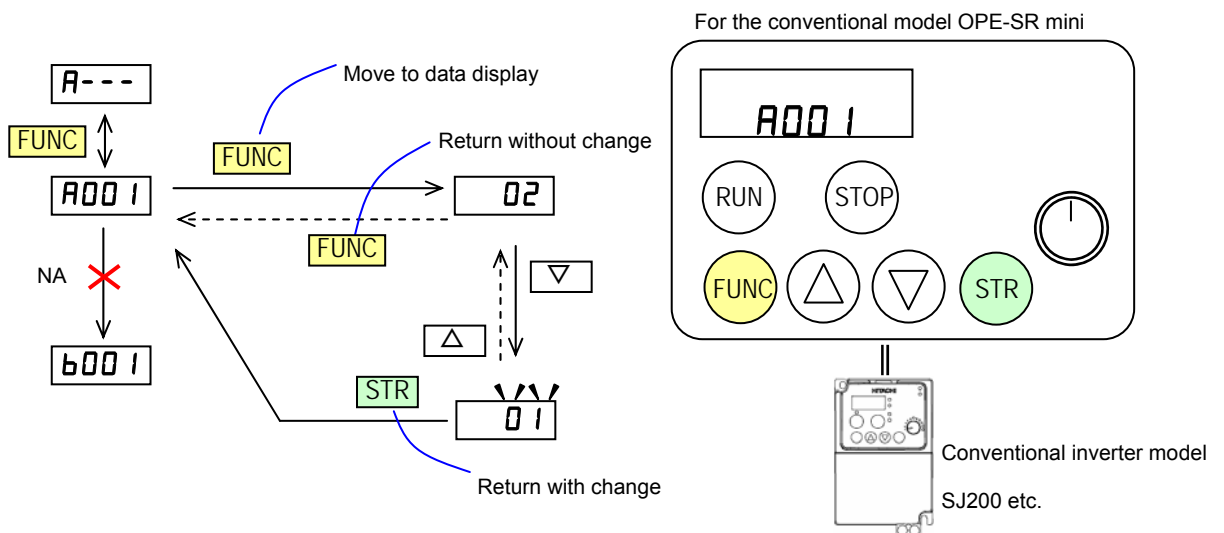 For the conventional model OPE-SR mini
A---
Move to data display
FUNC
FUNC
Return without change
A001
02
FUNC
NA
b001
STR
01
Return with change
A001
RUN
STOP
FUNC
STR
HITACHI
Conventional inverter model
SJ200 etc.